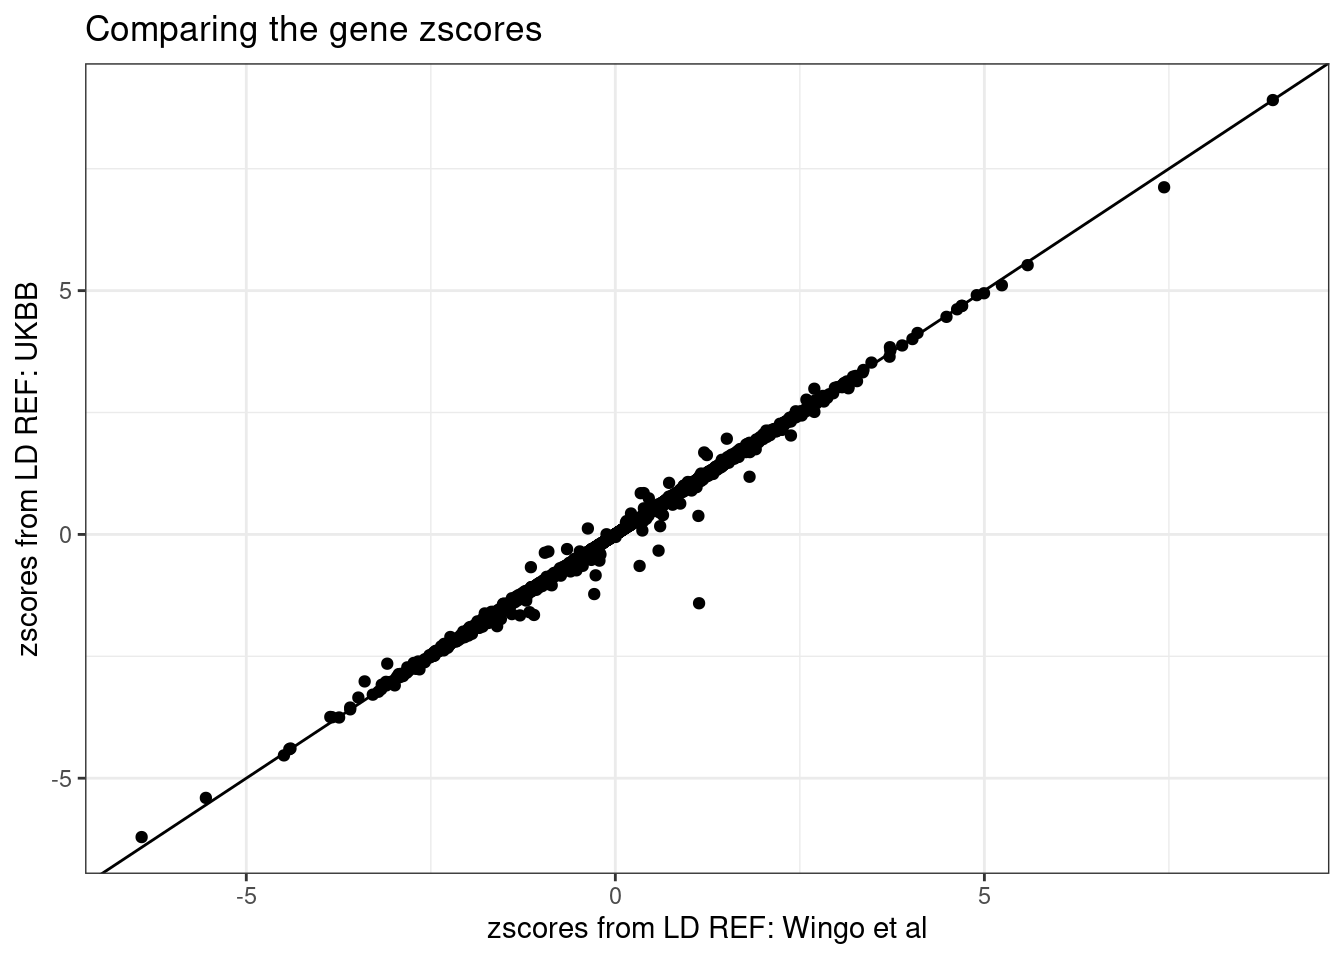 Comparing the gene zscores
zscores from LD REF: UKBB
5
0
-5
-5
0
5
zscores from LD REF: Wingo et al